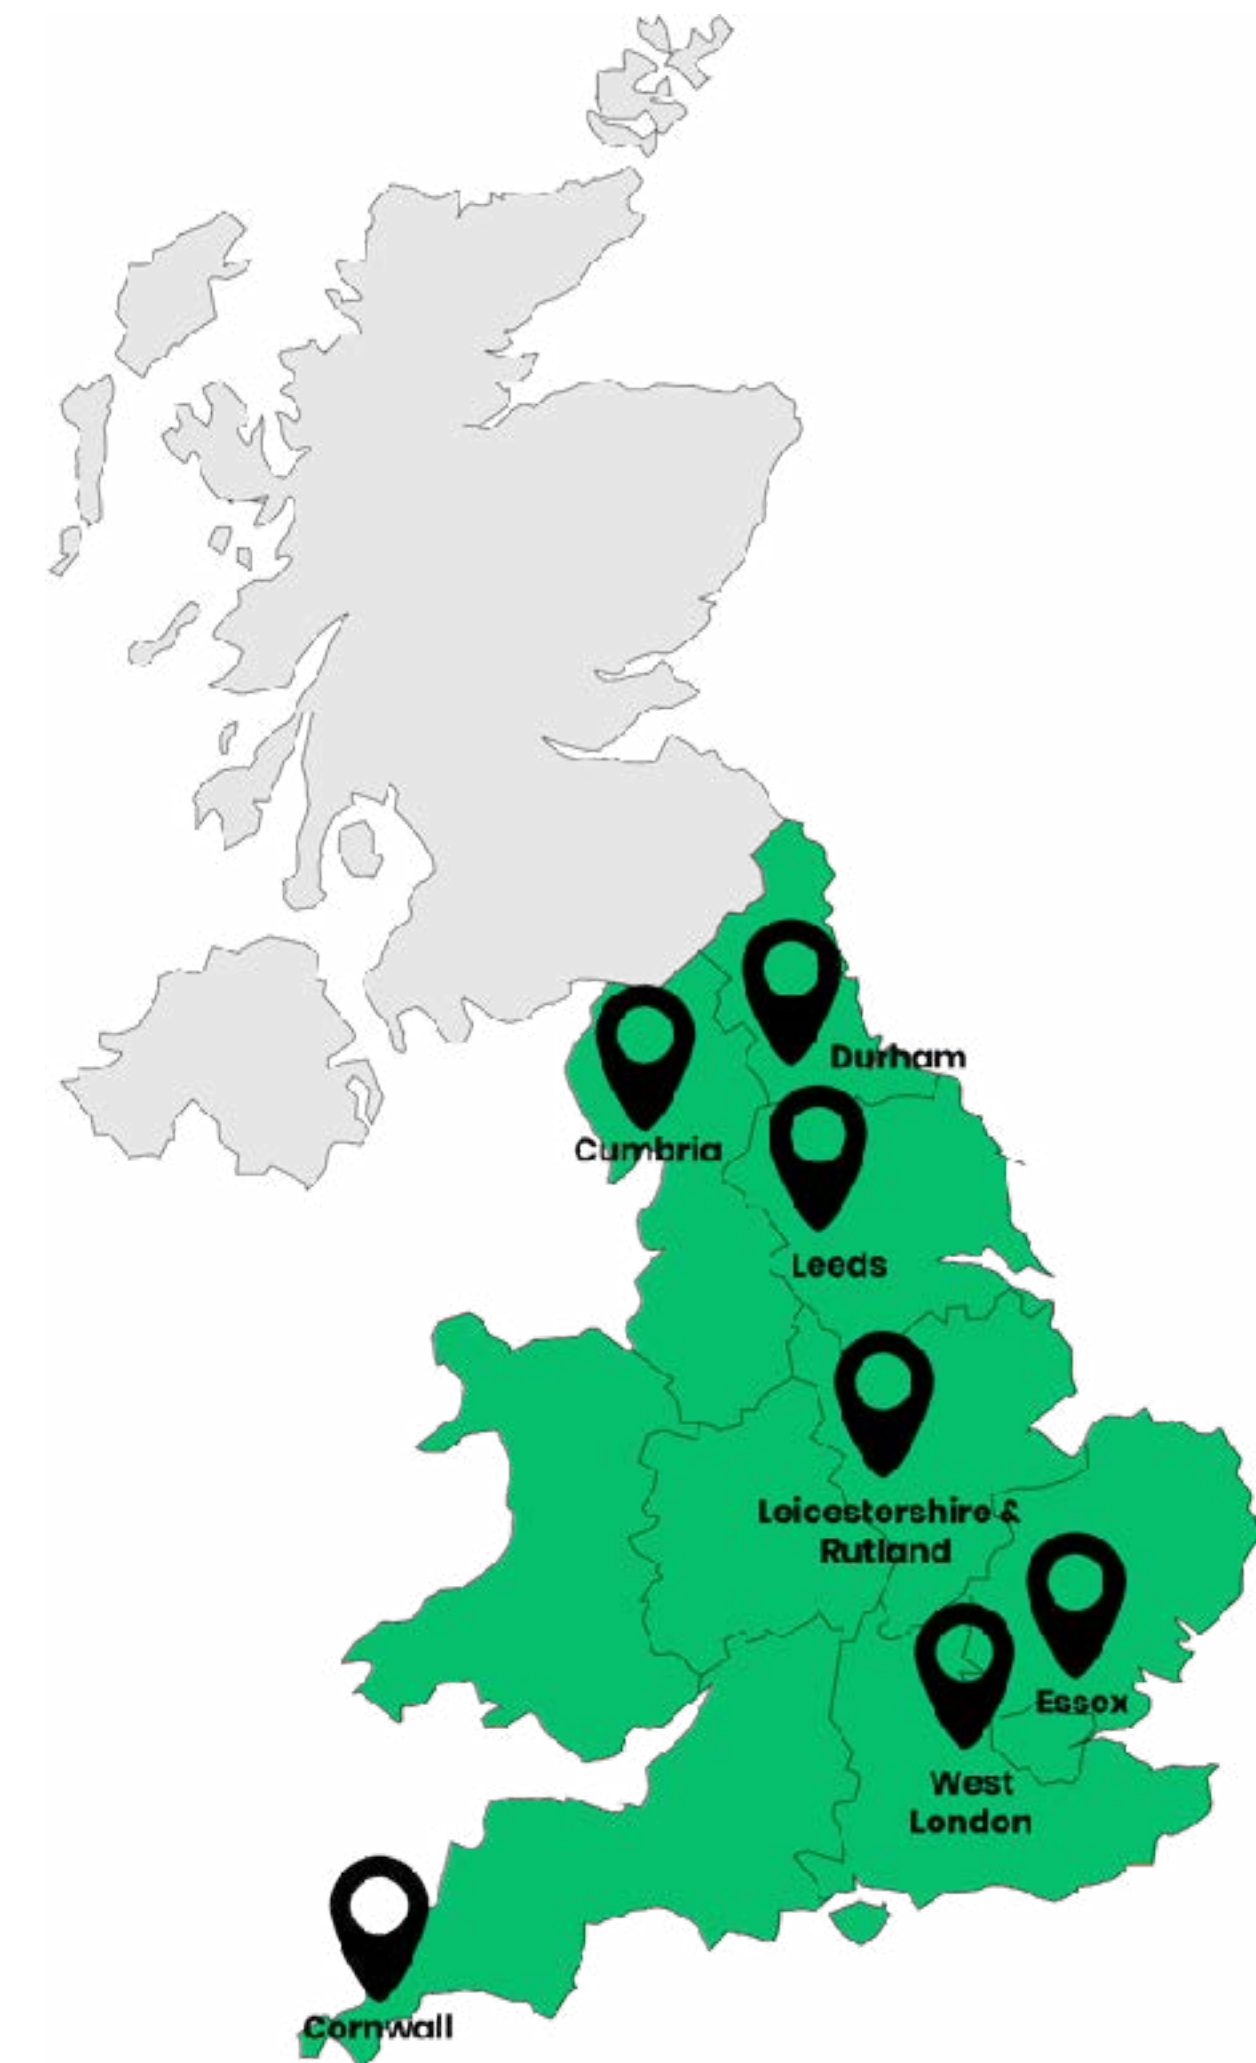 Durham
Cumbria
Leeds
Leicestershire &
Rutland
Essex
West
London
Cornwall